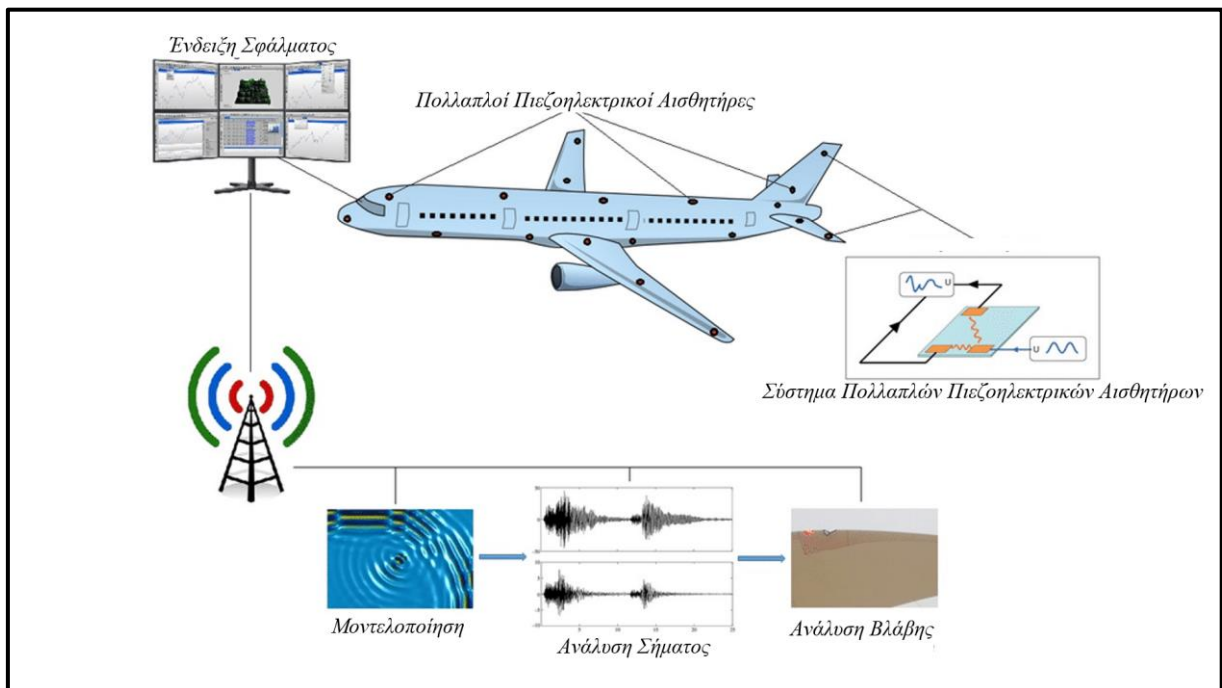 Ένδειξη Σφάλματος
Πολλαπλοί Πιεζοηλεκτρικοί Αισθητήρες
U
U
Σύστημα Πολλαπλών Πιεζοηλεκτρικών Αισθητήρων
Μοντελοποίηση
Ανάλυση Σήματος
Ανάλυση Βλάβης